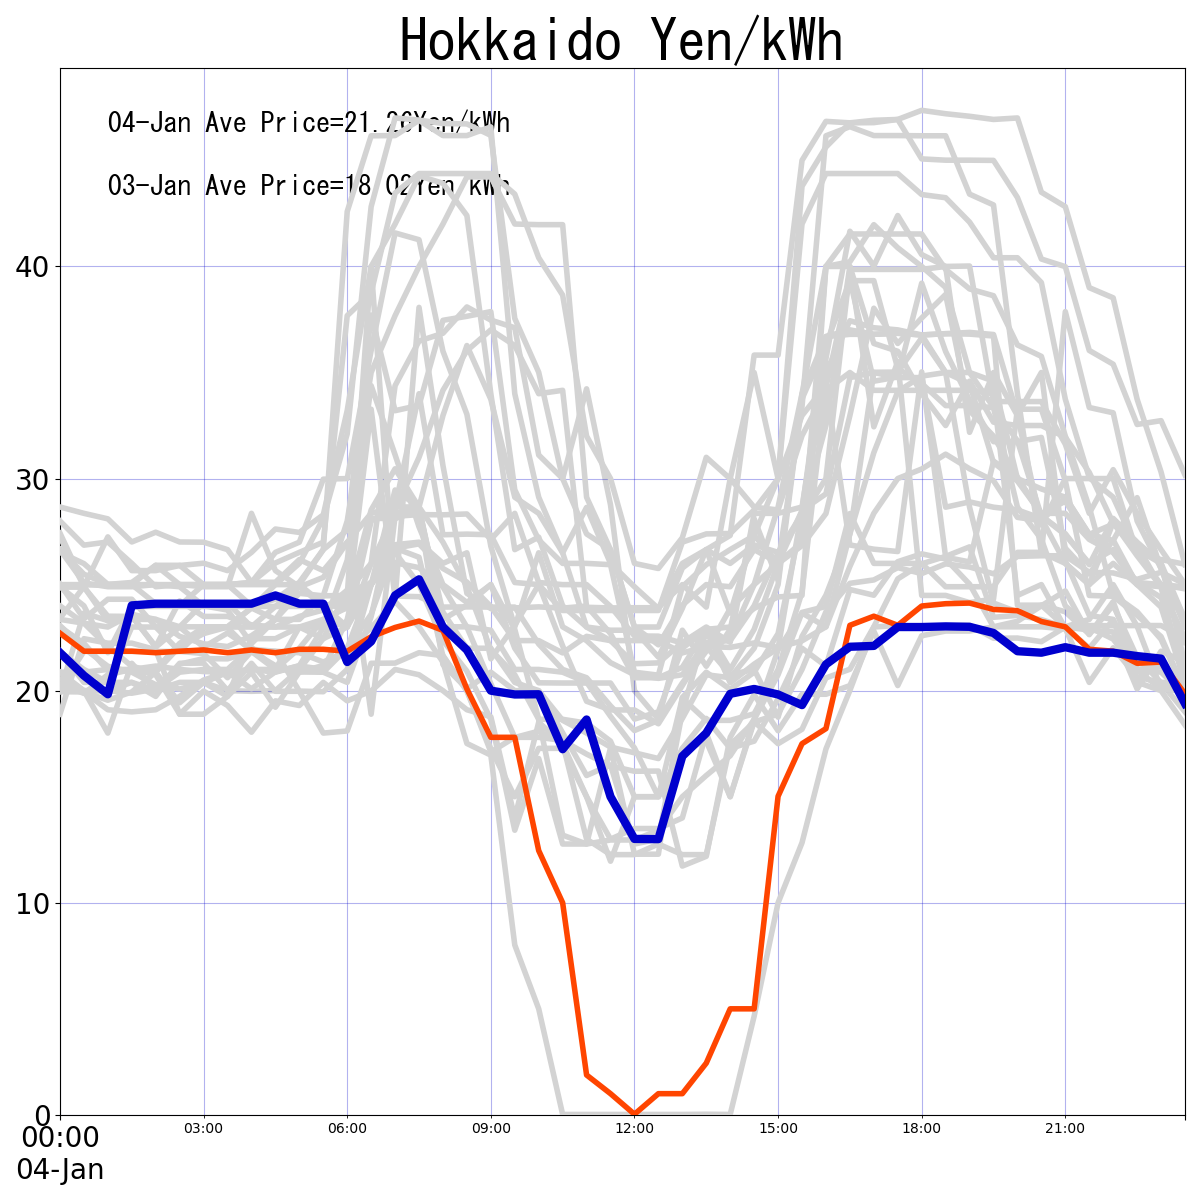 Hokkaido Yen/kWh
04-Jan Ave Price=21.26Yen/kWh
03-Jan Ave Price=18.02Yen/kWh
40
30
20
10
0
00:00 03:00 06:00 09:00 12:00 15:00 18:00 21:00
04-Jan